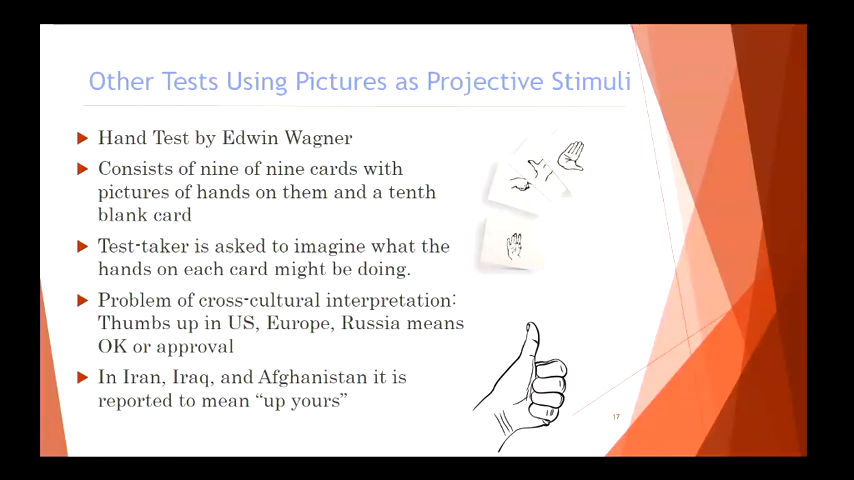 Other Tests Using Pictures as Projective Stimuli
Hand Test by Edwin Wagner
Consists of nine of nine cards with
pictures of hands on them and a tenth
blank card
Test-taker is asked to imagine what the
hands on each card might be doing.
Problem of cross-cultural interpretation:
Thumbs up in US, Europe, Russia means
OK or approval
In Iran, Iraq, and Afghanistan it is
reported to mean “up yours”
17